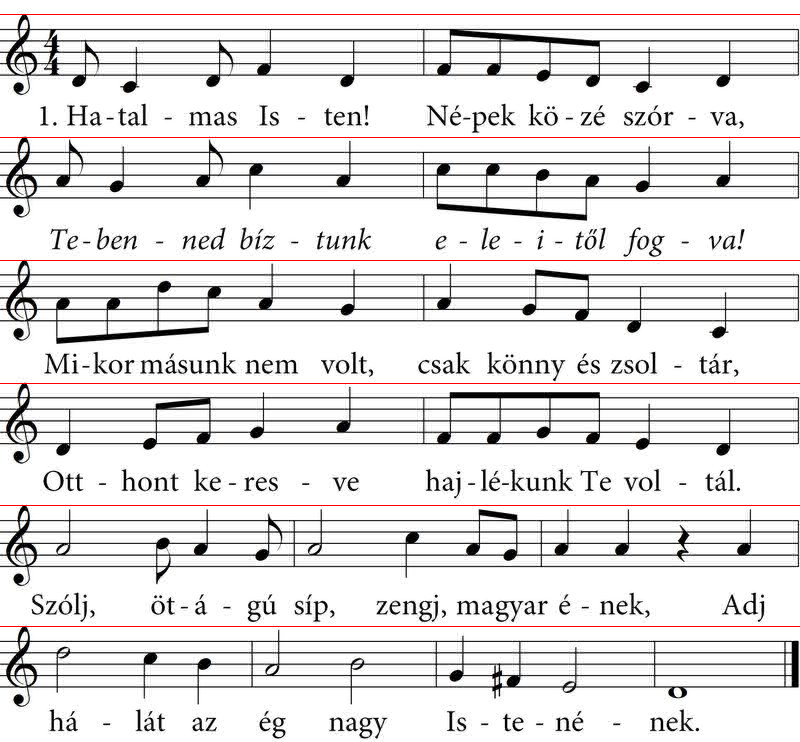 1. Ha - tal - mas Is - ten! Né-pek kö - zé szór - va,
Te - ben - ned bíz - tunk e - le - i - től fog - va!
Mi - kor másunk nem volt, csak könny és zsol - tár,
Ott - hont ke - res - ve haj - lé-kunk Te vol - tál.
Szólj, öt - á - gú síp, zengj, magyar é - nek, Adj
há - lát az ég nagy Is - te - né - nek.